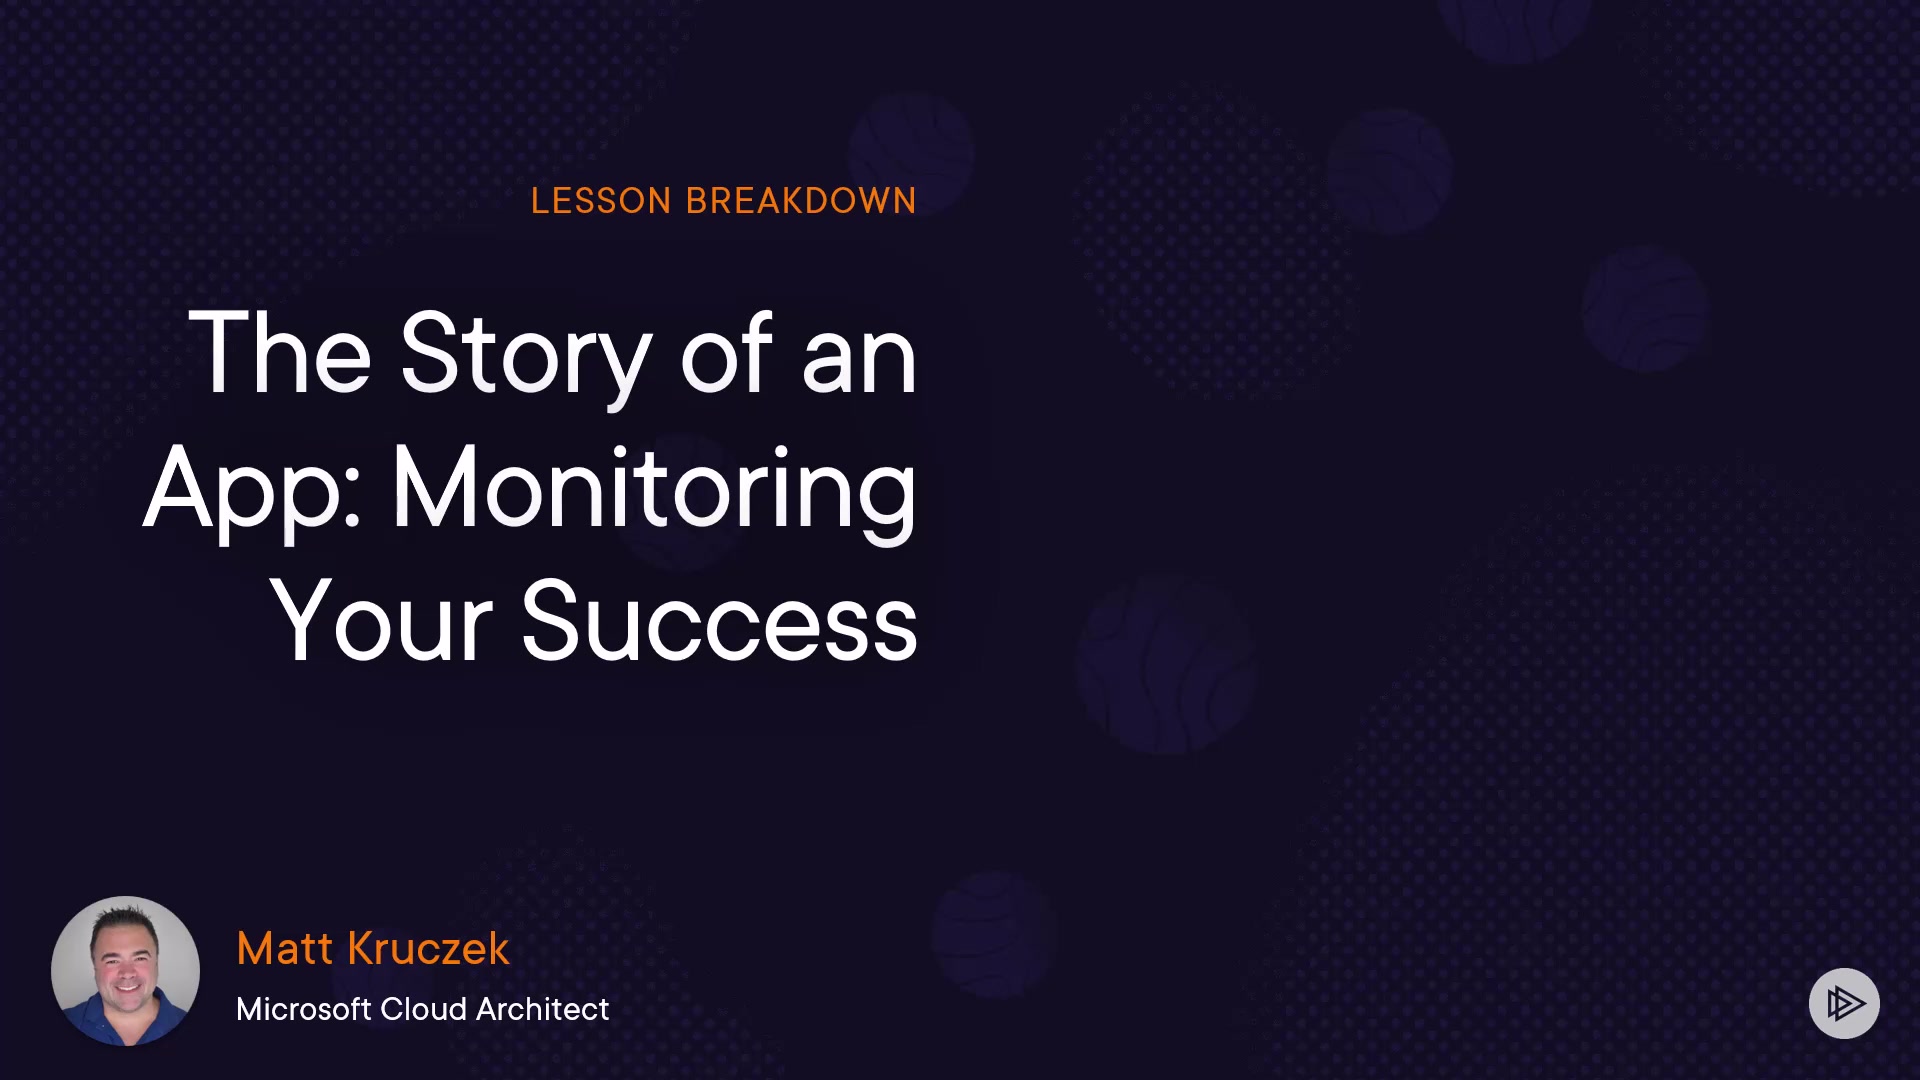 LESSON BREAKDOWN
The Story of an
App: Monitoring
Your Success
Matt Kruczek
Microsoft Cloud Architect